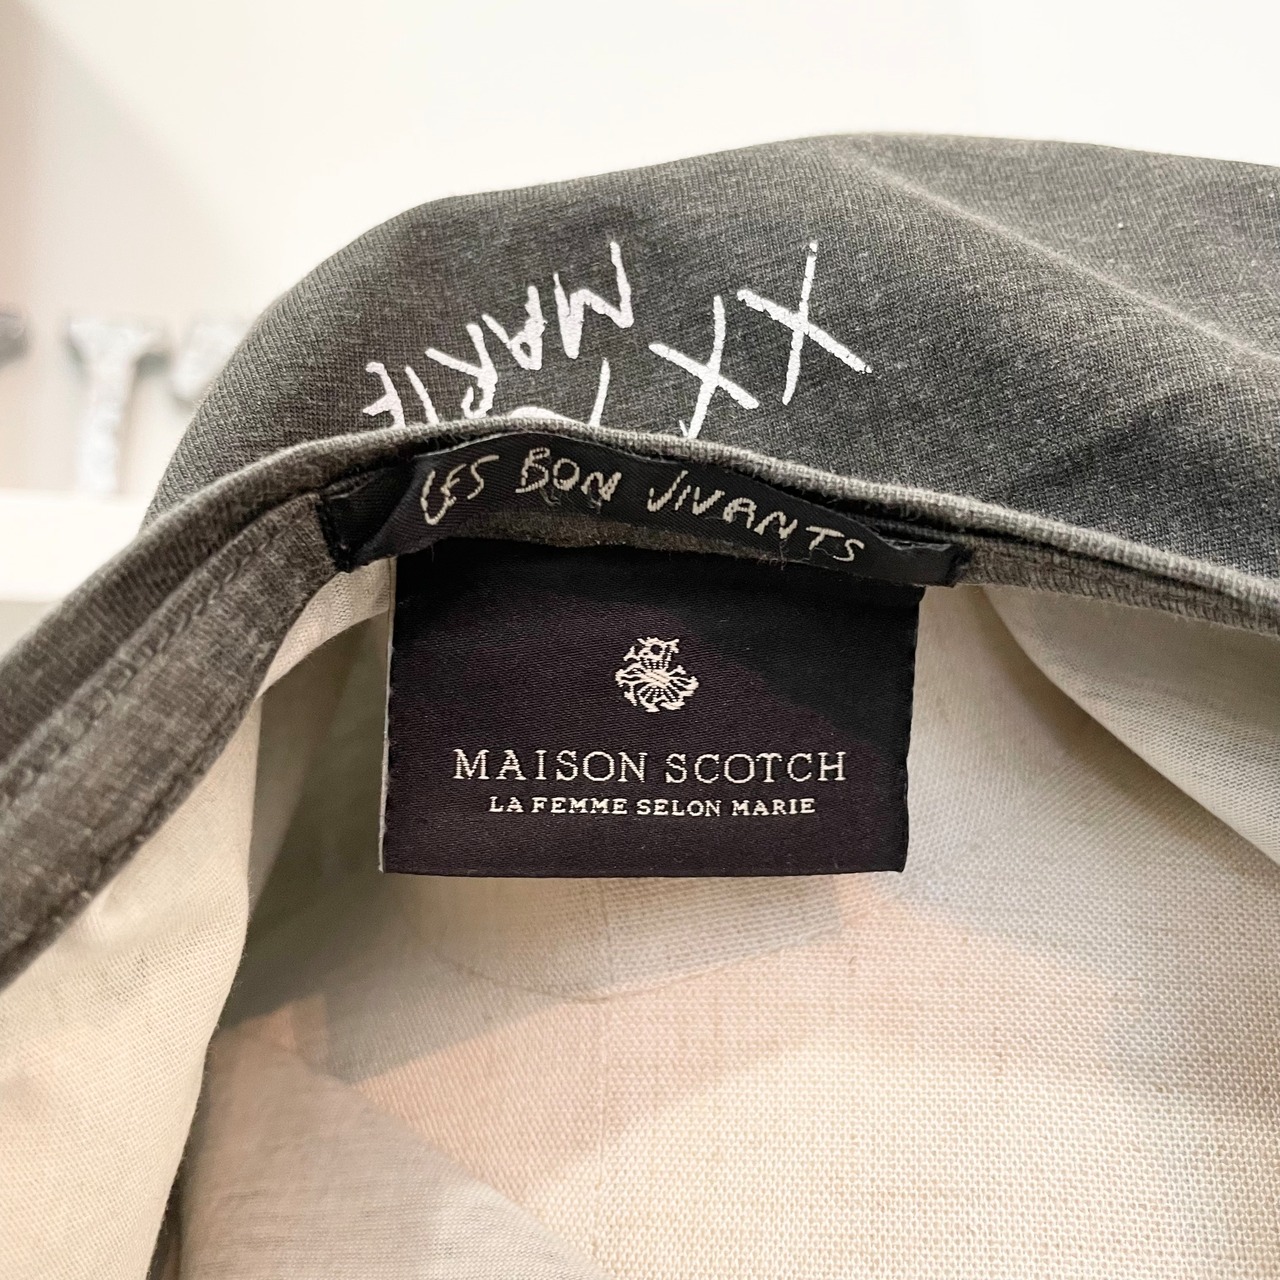 XX
MARIE
LES BON VIVANTS
MAISON SCOTCH
LA FEMME SELON MARIE